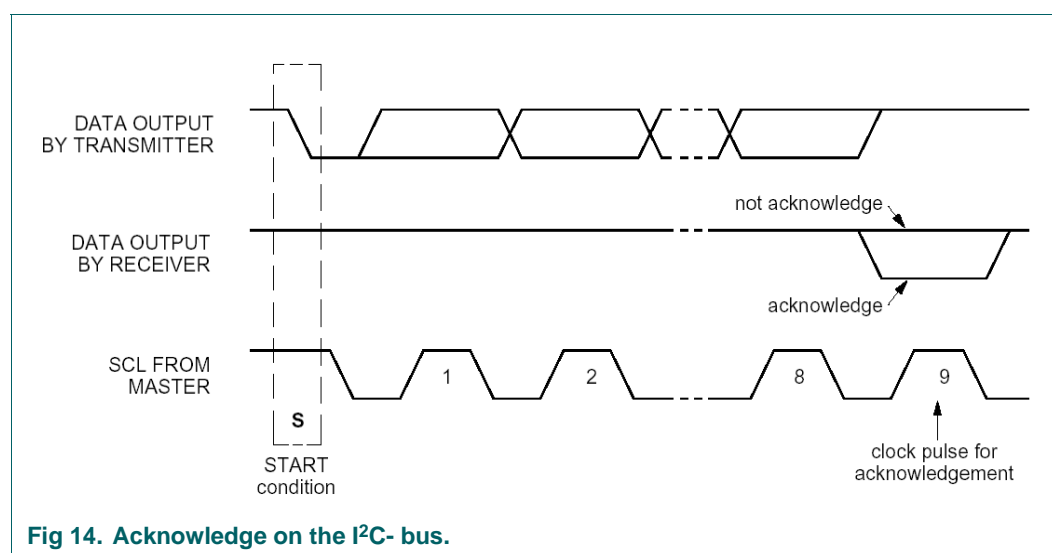 DATA OUTPUT
BY TRANSMITTER
not acknowledge
DATA OUTPUT
BY RECEIVER
acknowledge
SCL FROM
MASTER
1
2
8
9
S
START
condition
clock pulse for
acknowledgement
Fig 14. Acknowledge on the I²C- bus.